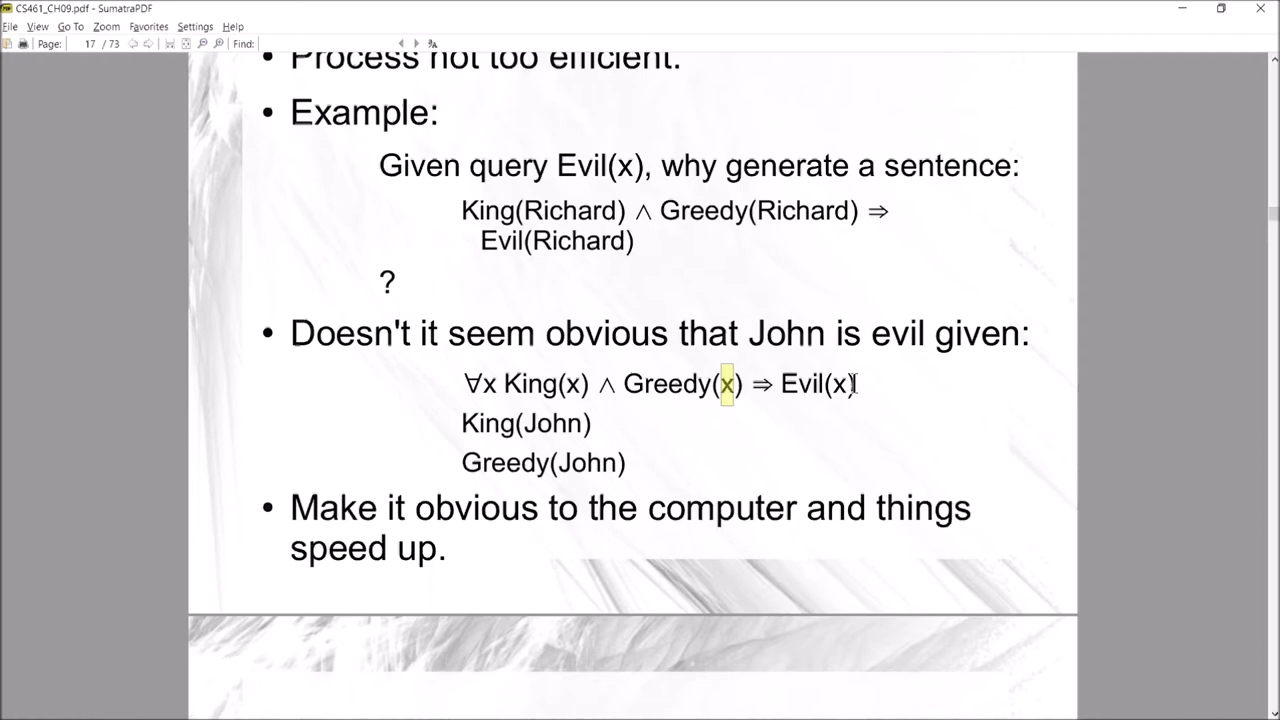 CS461_CH09.pdf - SumatraPDF
File View Go To Zoom Favorites Settings Help
Page: 17 / 73 Find:
• Process not too efficient.
• Example:
Given query Evil(x), why generate a sentence:
King(Richard) ∧ Greedy(Richard) ⇒
Evil(Richard)
?
• Doesn't it seem obvious that John is evil given:
∀x King(x) ∧ Greedy(x) ⇒ Evil(x)
King(John)
Greedy(John)
• Make it obvious to the computer and things
speed up.